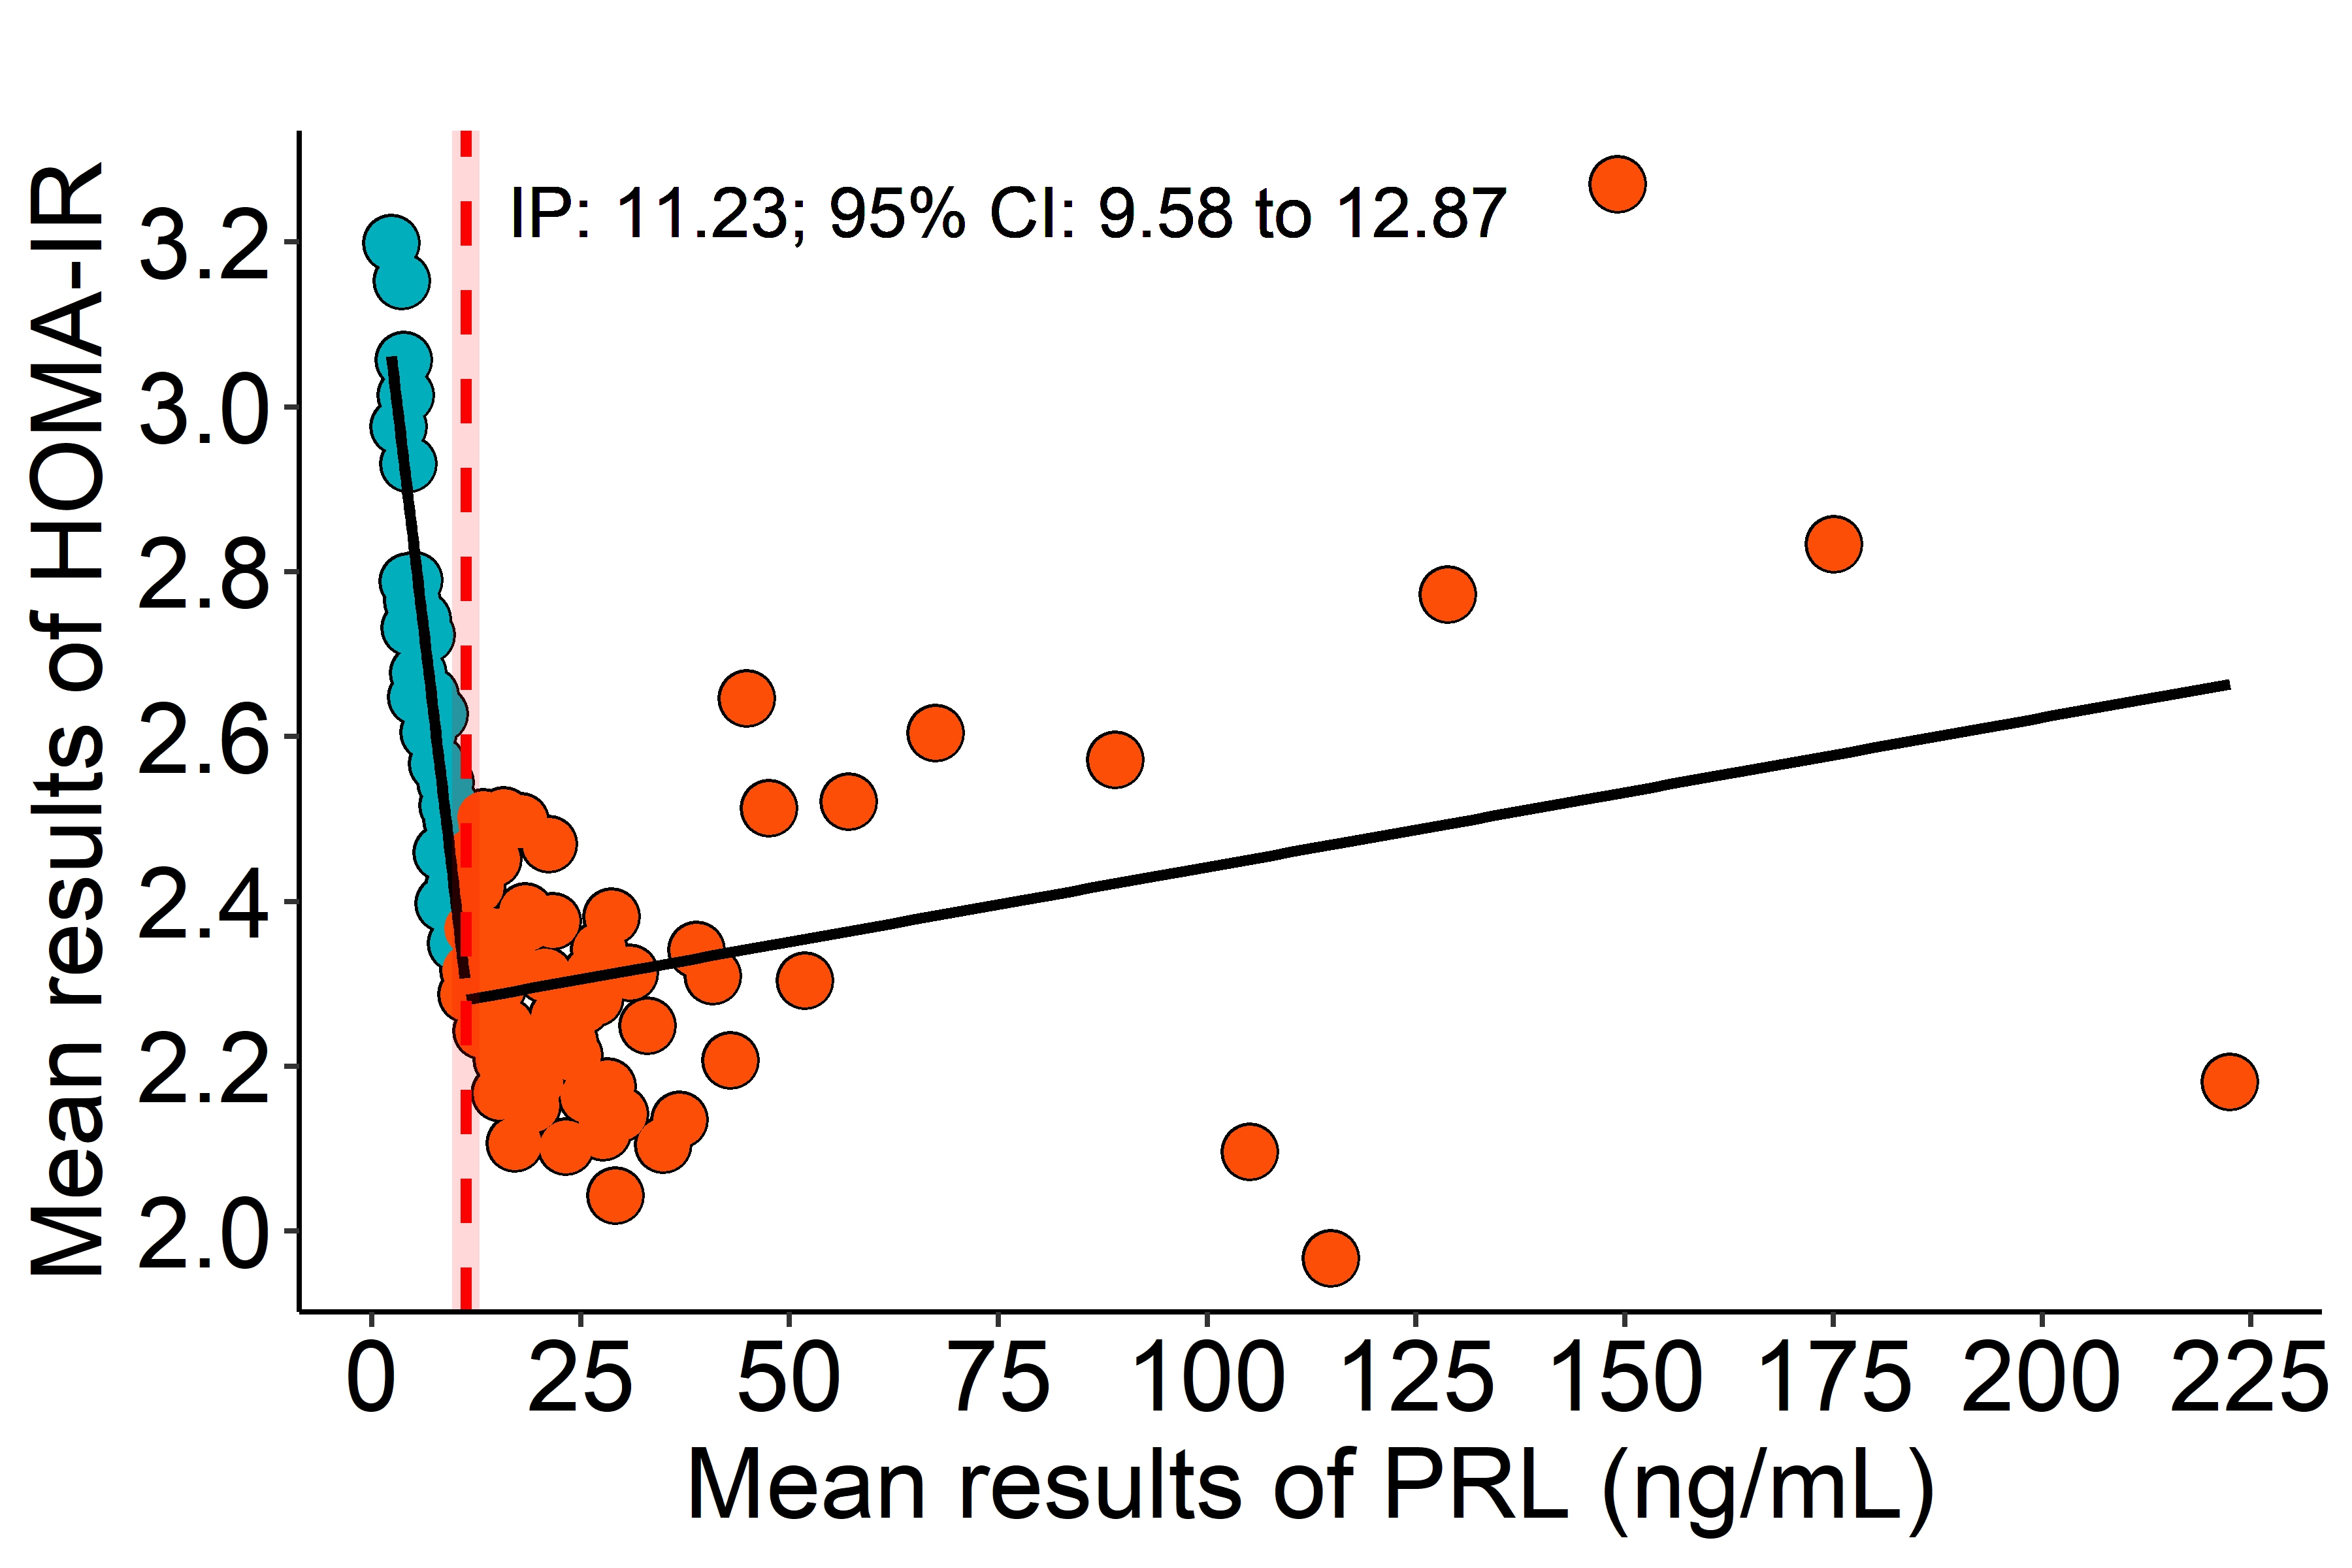 IP: 11.23; 95% CI: 9.58 to 12.87
Mean results of HOMA-IR
3.2
3.0
2.8
2.6
2.4
2.2
2.0
0 25 50 75 100 125 150 175 200 225
Mean results of PRL (ng/mL)